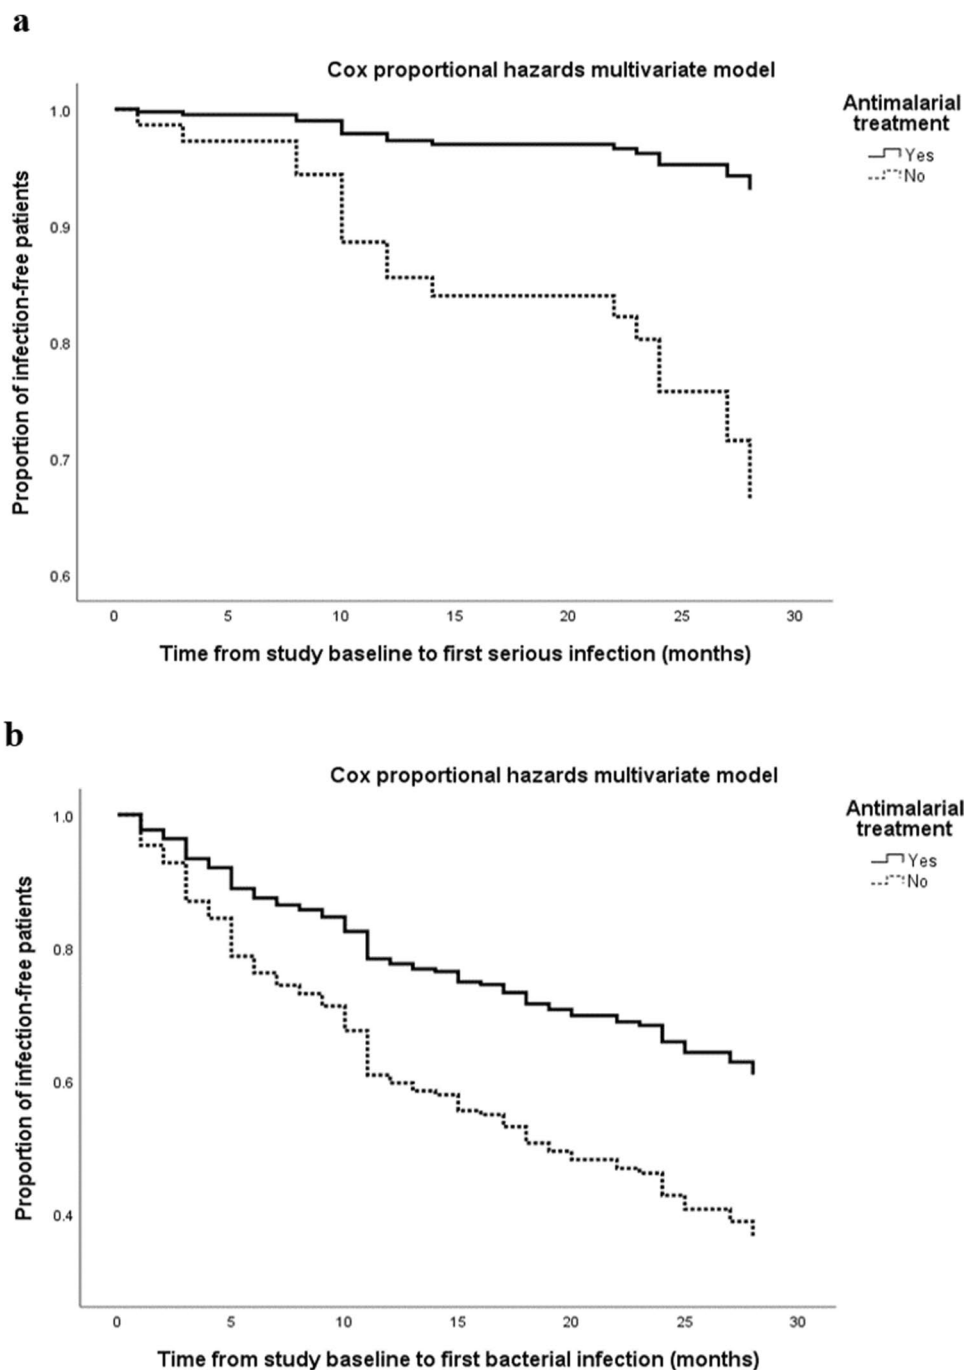 a
Cox proportional hazards multivariate model
Antimalarial
treatment
Yes
No
Proportion of infection-free patients
1.0
0.9
0.8
0.7
0.6
0 5 10 15 20 25 30
Time from study baseline to first serious infection (months)
b
Cox proportional hazards multivariate model
Antimalarial
treatment
Yes
No
Proportion of infection-free patients
1.0
0.8
0.6
0.4
0 5 10 15 20 25 30
Time from study baseline to first bacterial infection (months)